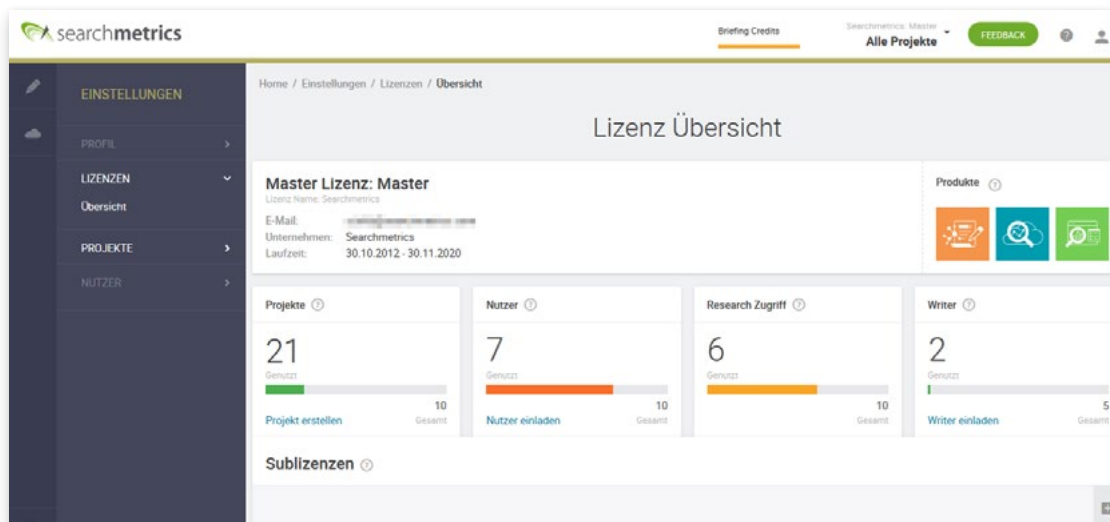 searchmetrics
Briefing Credits
Searchmetrics: Master
Alle Projekte
FEEDBACK
EINSTELLUNGEN
PROFIL
LIZENZEN
Übersicht
PROJEKTE
NUTZER
Home / Einstellungen / Lizenzen / Übersicht
Lizenz Übersicht
Master Lizenz: Master
Lizenz Name: Searchmetrics
E-Mail:
Unternehmen: Searchmetrics
Laufzeit: 30.10.2012 - 30.11.2020
Produkte
Projekte
21
Genutzt
10
Projekt erstellen Gesamt
Nutzer
7
Genutzt
10
Nutzer einladen Gesamt
Research Zugriff
6
Genutzt
10
Gesamt
Writer
2
Genutzt
5
Writer einladen Gesamt
Sublizenzen